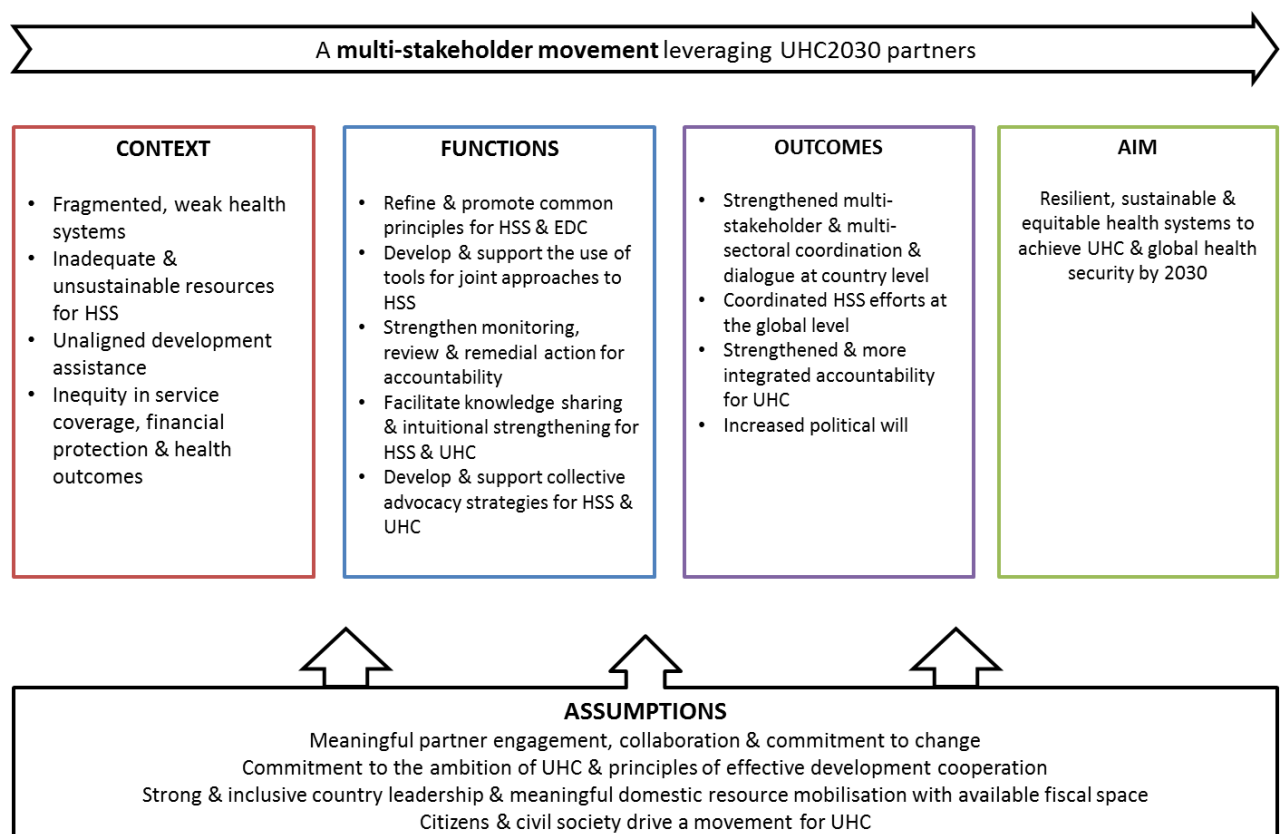 A multi-stakeholder movement leveraging UHC2030 partners
CONTEXT
• Fragmented, weak health
systems
• Inadequate &
unsustainable resources
for HSS
• Unaligned development
assistance
• Inequity in service
coverage, financial
protection & health
outcomes
FUNCTIONS
• Refine & promote common
principles for HSS & EDC
• Develop & support the use of
tools for joint approaches to
HSS
• Strengthen monitoring,
review & remedial action for
accountability
• Facilitate knowledge sharing
& intuitional strengthening for
HSS & UHC
• Develop & support collective
advocacy strategies for HSS &
UHC
OUTCOMES
• Strengthened multi-
stakeholder & multi-
sectoral coordination &
dialogue at country level
• Coordinated HSS efforts at
the global level
• Strengthened & more
integrated accountability
for UHC
• Increased political will
AIM
Resilient, sustainable &
equitable health systems to
achieve UHC & global health
security by 2030
ASSUMPTIONS
Meaningful partner engagement, collaboration & commitment to change
Commitment to the ambition of UHC & principles of effective development cooperation
Strong & inclusive country leadership & meaningful domestic resource mobilisation with available fiscal space
Citizens & civil society drive a movement for UHC